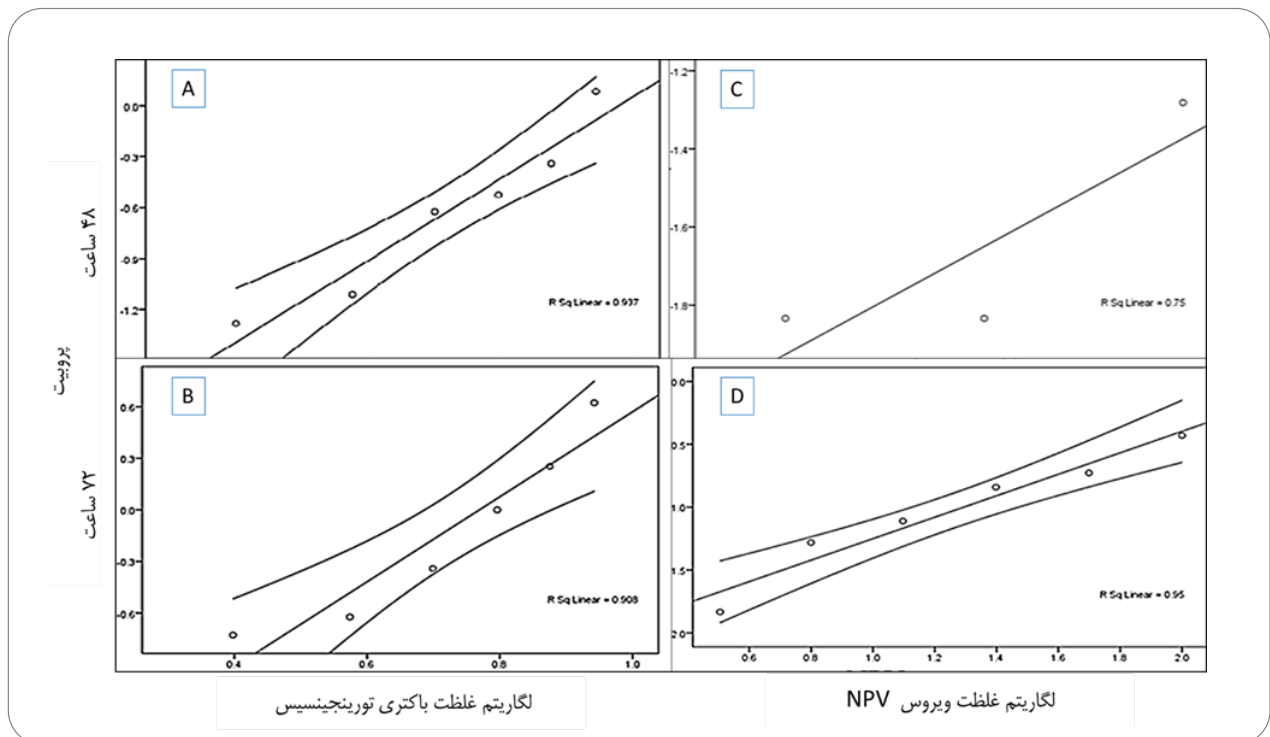 A
0.0
-0.3
-0.6
-0.9
-1.2
R Sq Linear = 0.937
C
-1.2
-1.4
-1.6
-1.8
R Sq Linear = 0.75
B
0.6
0.3
0.0
-0.3
-0.6
R Sq Linear = 0.908
0.4 0.6 0.8 1.0
D
0.0
0.5
1.0
1.5
2.0
R Sq Linear = 0.95
0.6 0.8 1.0 1.2 1.4 1.6 1.8 2.0
پروبیت
۴۸ ساعت
۷۲ ساعت
لگاریتم غلظت باکتری تورینجینسیس
لگاریتم غلظت ویروس NPV